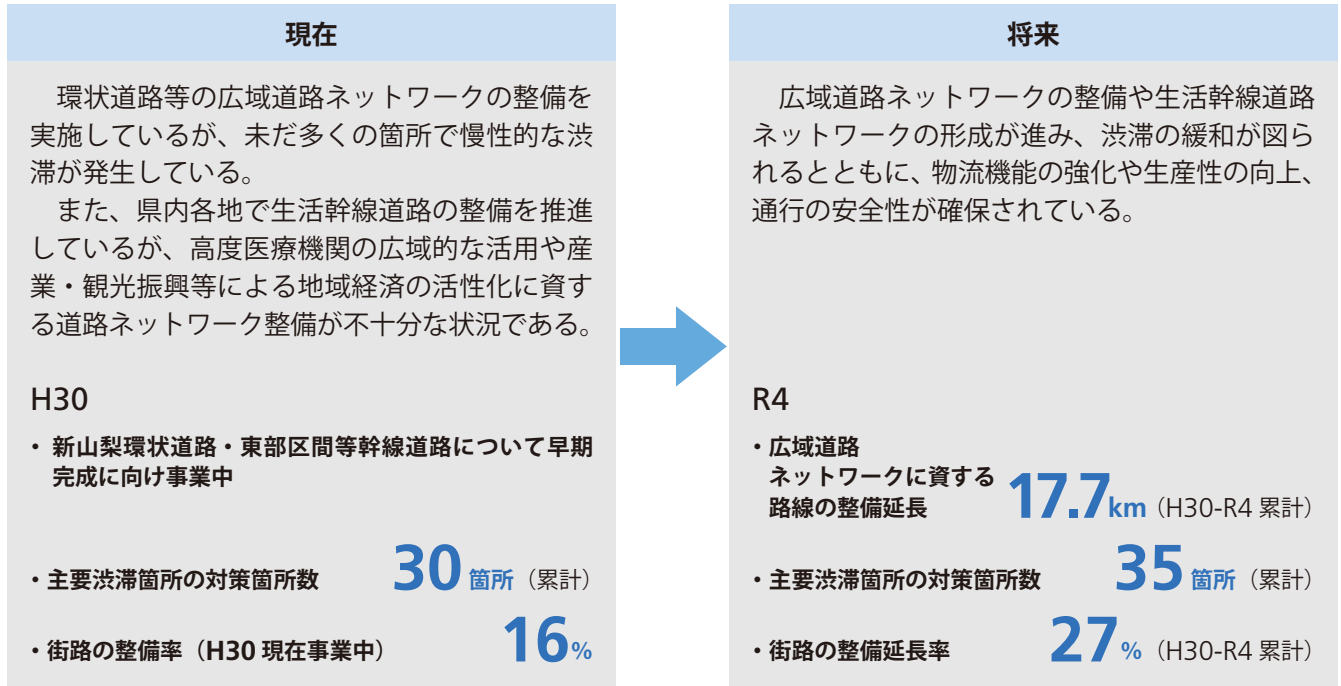 現在
環状道路等の広域道路ネットワークの整備を
実施しているが、未だ多くの箇所で慢性的な渋
滞が発生している。
また、県内各地で生活幹線道路の整備を推進
しているが、高度医療機関の広域的な活用や産
業・観光振興等による地域経済の活性化に資す
る道路ネットワーク整備が不十分な状況である。
H30
・ 新山梨環状道路・東部区間等幹線道路について早期
完成に向け事業中
・主要渋滞箇所の対策箇所数 30 箇所（累計）
・街路の整備率（H30 現在事業中） 16%
将来
広域道路ネットワークの整備や生活幹線道路
ネットワークの形成が進み、渋滞の緩和が図ら
れるとともに、物流機能の強化や生産性の向上、
通行の安全性が確保されている。
R4
・広域道路
ネットワークに資する
路線の整備延長 17.7km（H30-R4 累計）
・主要渋滞箇所の対策箇所数 35 箇所（累計）
・街路の整備延長率 27%（H30-R4 累計）